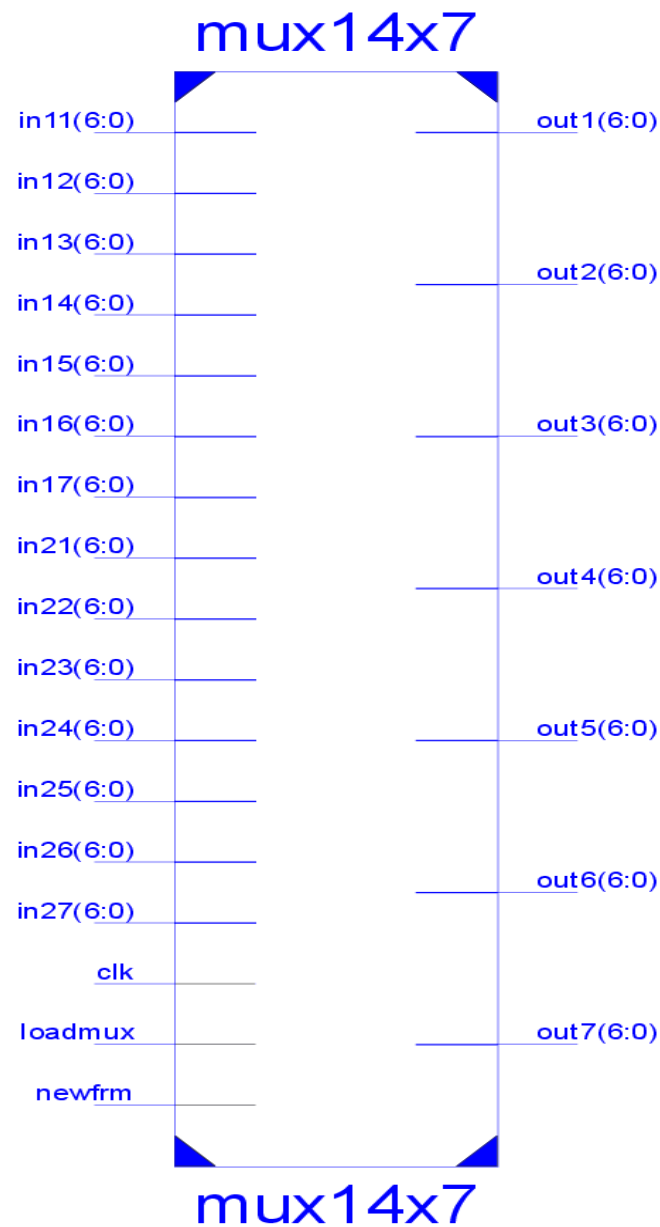 mux14x7
in11(6:0)
out1(6:0)
in12(6:0)
in13(6:0)
out2(6:0)
in14(6:0)
in15(6:0)
in16(6:0)
out3(6:0)
in17(6:0)
in21(6:0)
out4(6:0)
in22(6:0)
in23(6:0)
in24(6:0)
out5(6:0)
in25(6:0)
in26(6:0)
out6(6:0)
in27(6:0)
clk
loadmux
out7(6:0)
newfrm
mux14x7